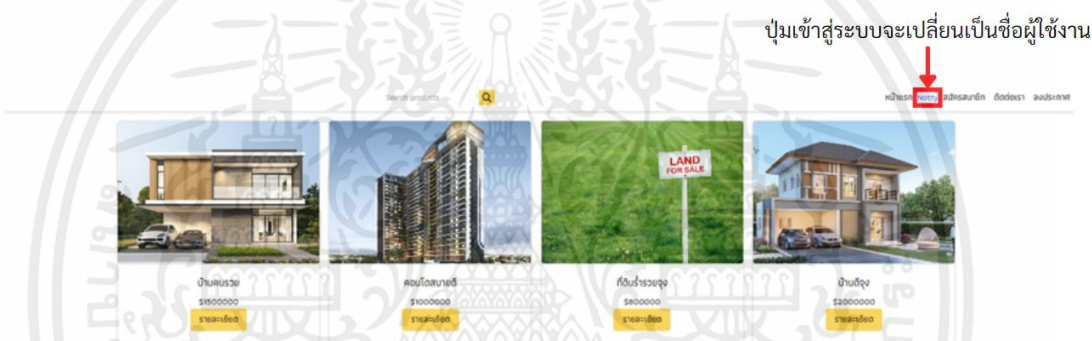 ปุ่มเข้าสู่ระบบจะเปลี่ยนเป็นชื่อผู้ใช้งาน
Search products
หน้าแรก Notty สมัครสมาชิก ติดต่อเรา ลงประกาศ
LAND
FOR SALE
บ้านคนรวย คอนโดสบายดี ที่ดินร่ำรวยจุง บ้านดีจุง
$1500000 $1000000 $800000 $2000000
รายละเอียด รายละเอียด รายละเอียด รายละเอียด